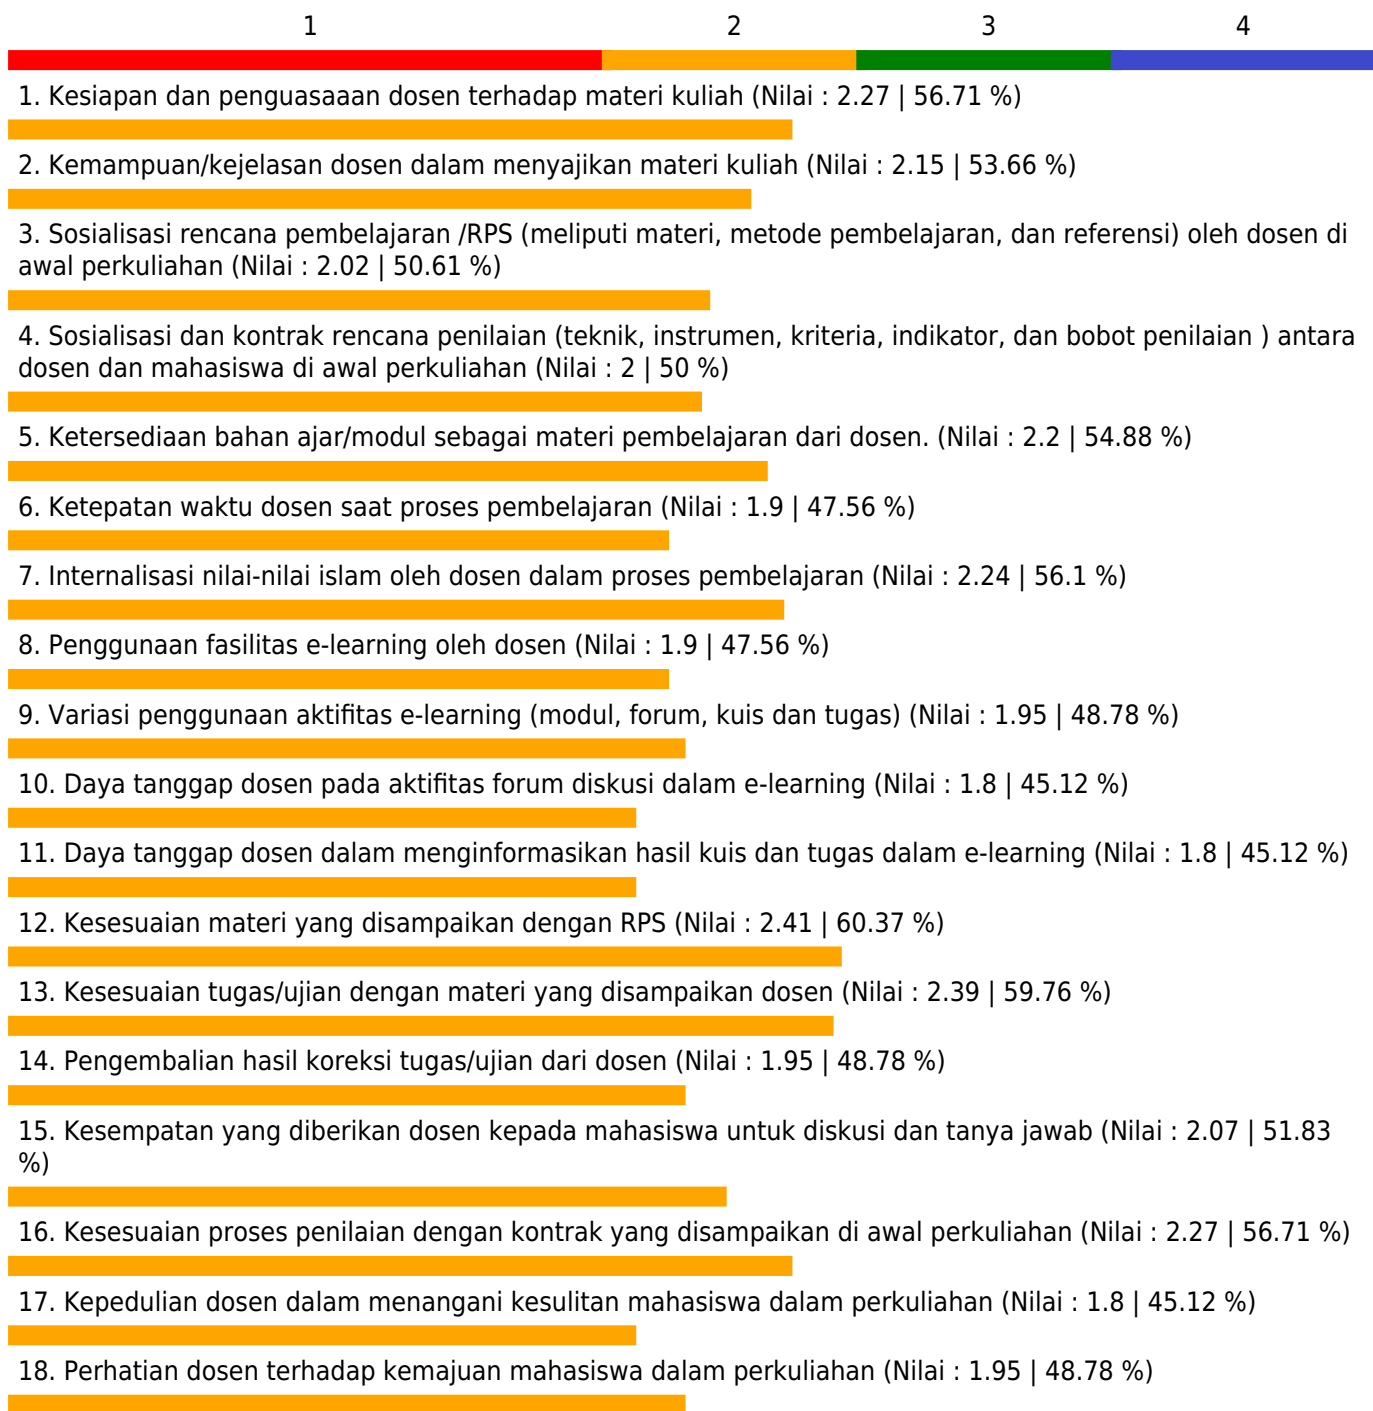 1 2 3 4
1. Kesiapan dan penguasaaan dosen terhadap materi kuliah (Nilai : 2.27 | 56.71 %)
2. Kemampuan/kejelasan dosen dalam menyajikan materi kuliah (Nilai : 2.15 | 53.66 %)
3. Sosialisasi rencana pembelajaran /RPS (meliputi materi, metode pembelajaran, dan referensi) oleh dosen di
awal perkuliahan (Nilai : 2.02 | 50.61 %)
4. Sosialisasi dan kontrak rencana penilaian (teknik, instrumen, kriteria, indikator, dan bobot penilaian ) antara
dosen dan mahasiswa di awal perkuliahan (Nilai : 2 | 50 %)
5. Ketersediaan bahan ajar/modul sebagai materi pembelajaran dari dosen. (Nilai : 2.2 | 54.88 %)
6. Ketepatan waktu dosen saat proses pembelajaran (Nilai : 1.9 | 47.56 %)
7. Internalisasi nilai-nilai islam oleh dosen dalam proses pembelajaran (Nilai : 2.24 | 56.1 %)
8. Penggunaan fasilitas e-learning oleh dosen (Nilai : 1.9 | 47.56 %)
9. Variasi penggunaan aktifitas e-learning (modul, forum, kuis dan tugas) (Nilai : 1.95 | 48.78 %)
10. Daya tanggap dosen pada aktifitas forum diskusi dalam e-learning (Nilai : 1.8 | 45.12 %)
11. Daya tanggap dosen dalam menginformasikan hasil kuis dan tugas dalam e-learning (Nilai : 1.8 | 45.12 %)
12. Kesesuaian materi yang disampaikan dengan RPS (Nilai : 2.41 | 60.37 %)
13. Kesesuaian tugas/ujian dengan materi yang disampaikan dosen (Nilai : 2.39 | 59.76 %)
14. Pengembalian hasil koreksi tugas/ujian dari dosen (Nilai : 1.95 | 48.78 %)
15. Kesempatan yang diberikan dosen kepada mahasiswa untuk diskusi dan tanya jawab (Nilai : 2.07 | 51.83
%)
16. Kesesuaian proses penilaian dengan kontrak yang disampaikan di awal perkuliahan (Nilai : 2.27 | 56.71 %)
17. Kepedulian dosen dalam menangani kesulitan mahasiswa dalam perkuliahan (Nilai : 1.8 | 45.12 %)
18. Perhatian dosen terhadap kemajuan mahasiswa dalam perkuliahan (Nilai : 1.95 | 48.78 %)